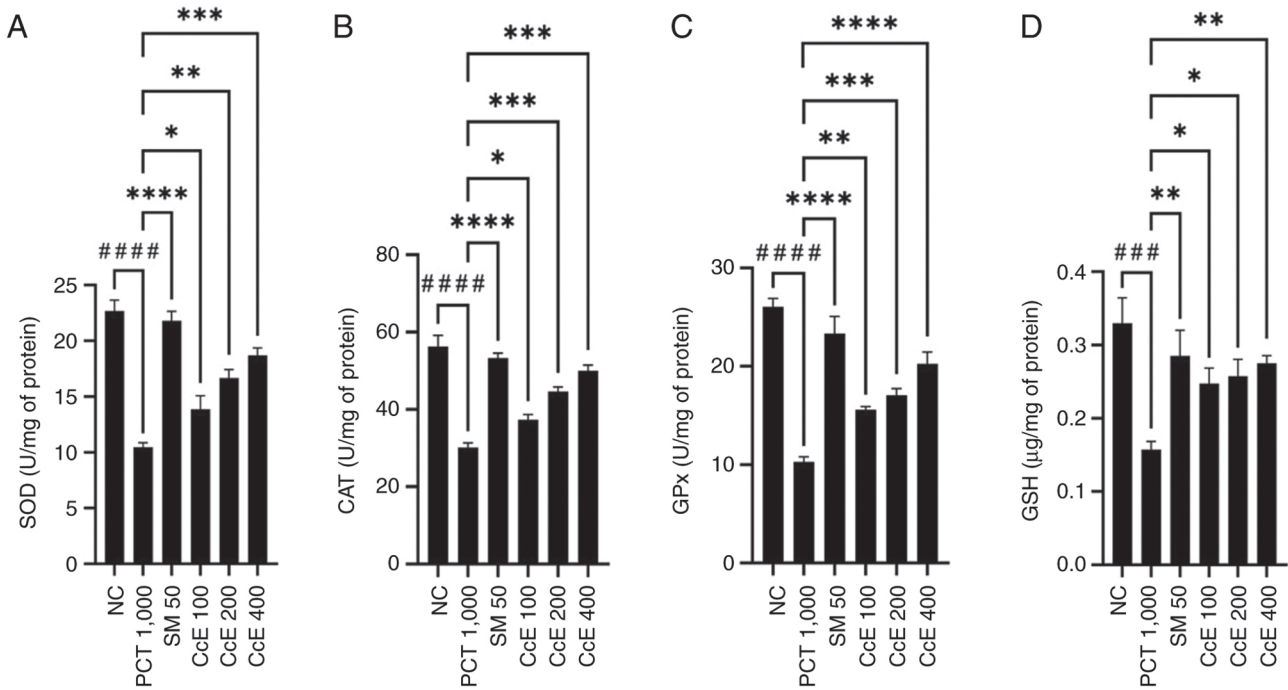 A
***
**
*
****
####
25
20
15
10
5
0
SOD (U/mg of protein)
NC
PCT 1,000
SM 50
CcE 100
CcE 200
CcE 400
B
***
***
*
****
####
80
60
40
20
0
CAT (U/mg of protein)
NC
PCT 1,000
SM 50
CcE 100
CcE 200
CcE 400
C
****
***
**
****
####
30
20
10
0
GPx (U/mg of protein)
NC
PCT 1,000
SM 50
CcE 100
CcE 200
CcE 400
D
**
*
*
**
###
0.4
0.3
0.2
0.1
0.0
GSH (µg/mg of protein)
NC
PCT 1,000
SM 50
CcE 100
CcE 200
CcE 400